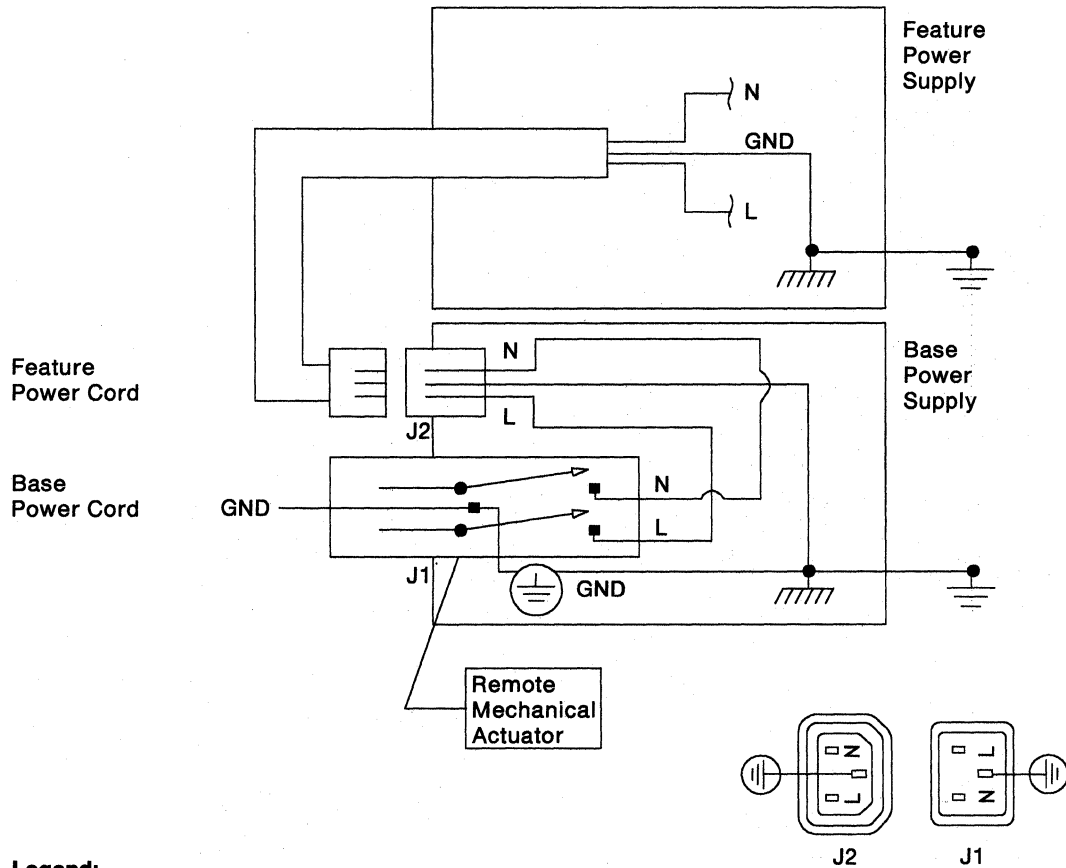 Feature
Power
Supply
N
GND
L
Feature
Power Cord
N
L
J2
Base
Power
Supply
Base
Power Cord
GND
N
L
J1
GND
Remote
Mechanical
Actuator
N
L
J2
L
N
J1
Legend: